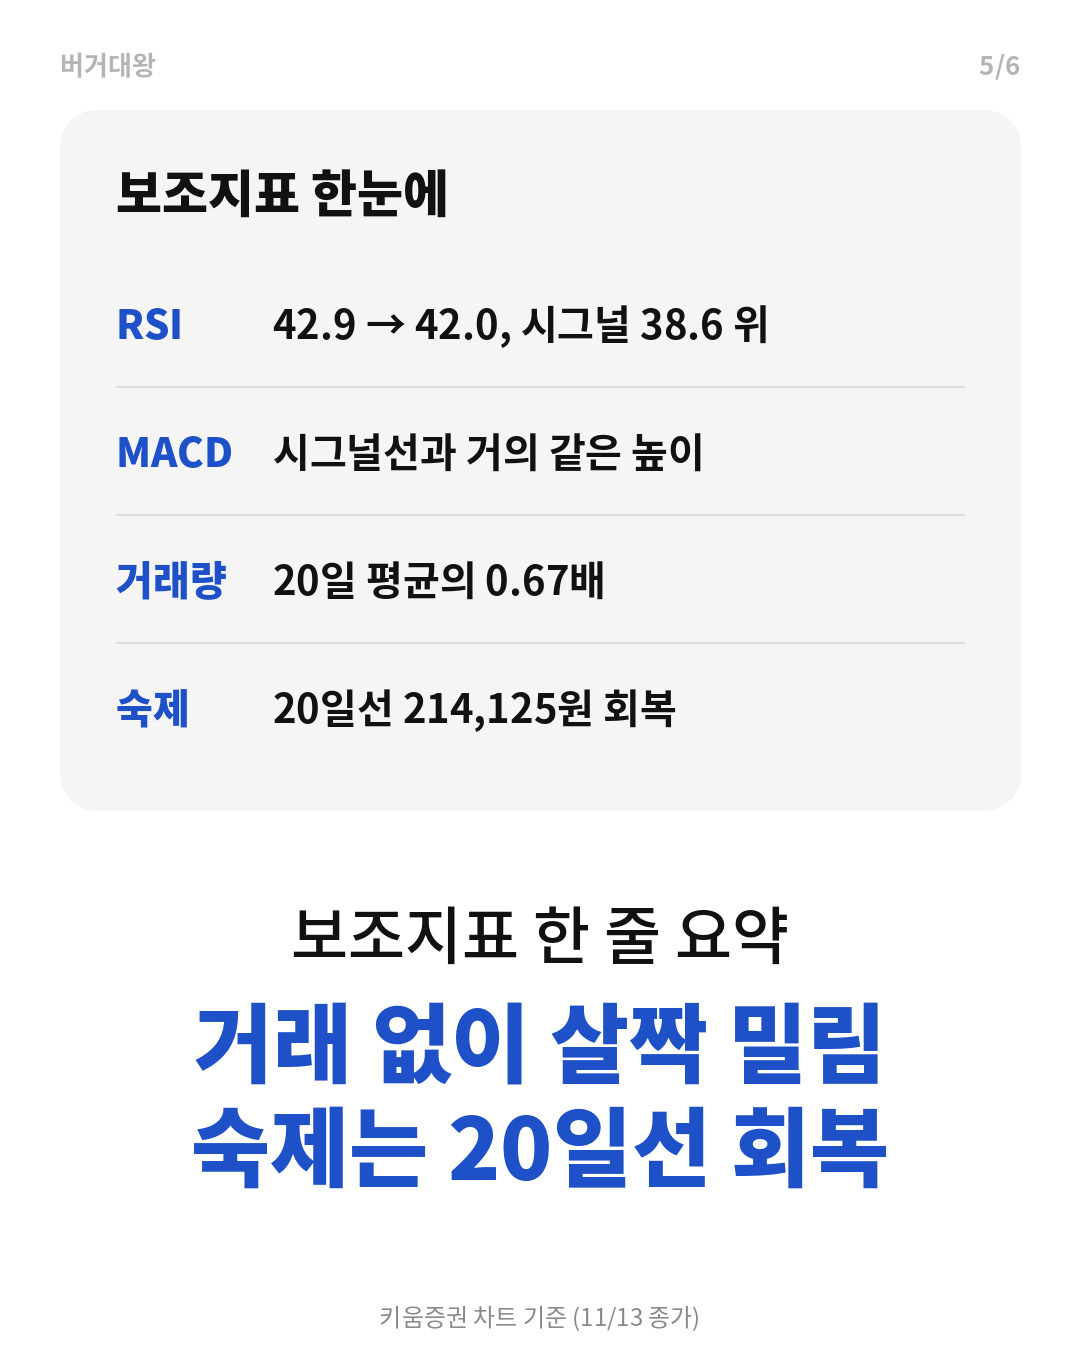 버거대왕
5/6
보조지표 한눈에
RSI 42.9 → 42.0, 시그널 38.6 위
MACD 시그널선과 거의 같은 높이
거래량 20일 평균의 0.67배
숙제 20일선 214,125원 회복
보조지표 한 줄 요약
거래 없이 살짝 밀림
숙제는 20일선 회복
키움증권 차트 기준 (11/13 종가)